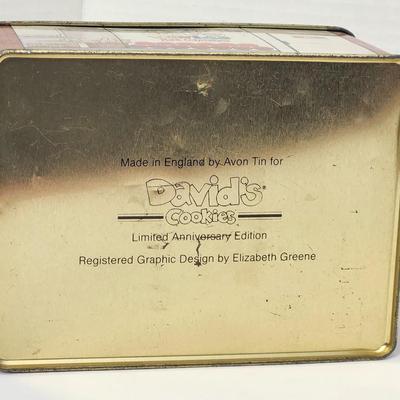 Made in England by Avon Tin for
David's®
Cookies
Limited Anniversary Edition
Registered Graphic Design by Elizabeth Greene